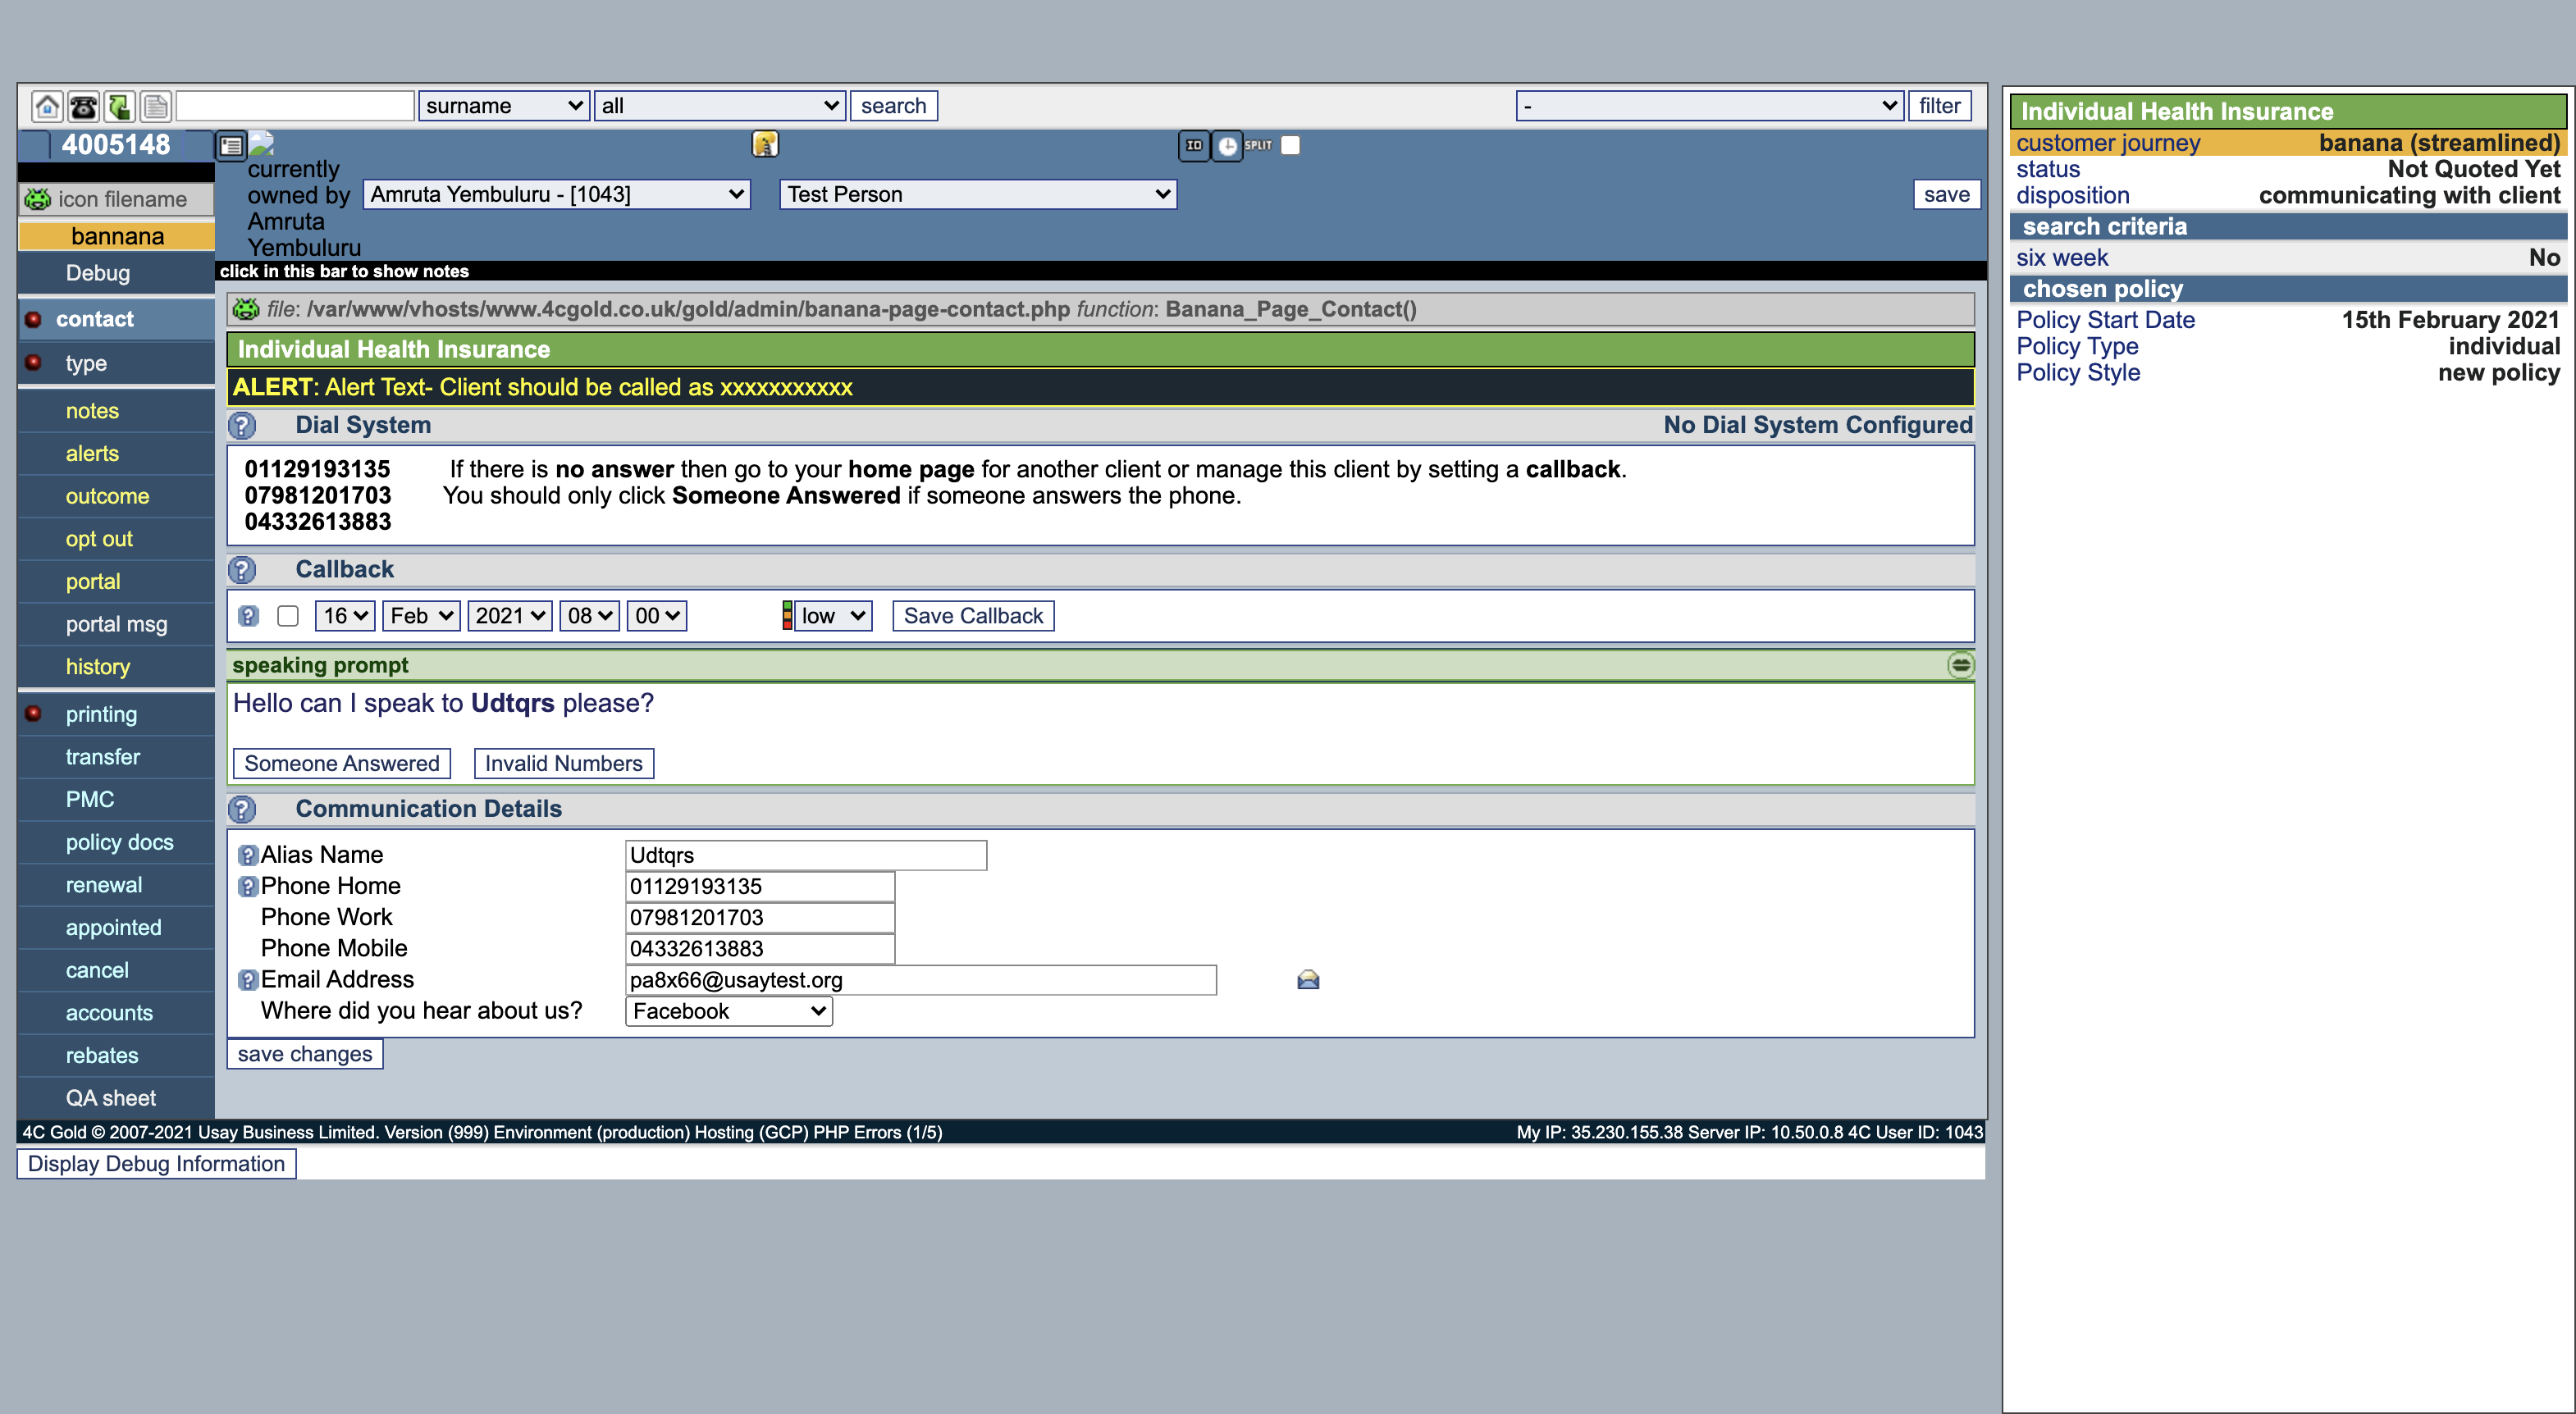 surname all search - filter
4005148 ID SPLIT
icon filename
bannana
Debug
contact
type
notes
alerts
outcome
opt out
portal
portal msg
history
printing
transfer
PMC
policy docs
renewal
appointed
cancel
accounts
rebates
QA sheet
currently
owned by
Amruta
Yembuluru
Amruta Yembuluru - [1043] Test Person save
click in this bar to show notes
file: /var/www/vhosts/www.4cgold.co.uk/gold/admin/banana-page-contact.php function: Banana_Page_Contact()
Individual Health Insurance
ALERT: Alert Text- Client should be called as xxxxxxxxxxx
Dial System No Dial System Configured
01129193135 If there is no answer then go to your home page for another client or manage this client by setting a callback.
07981201703 You should only click Someone Answered if someone answers the phone.
04332613883
Callback
16 Feb 2021 08 00 low Save Callback
speaking prompt
Hello can I speak to Udtqrs please?
Someone Answered Invalid Numbers
Communication Details
Alias Name Udtqrs
Phone Home 01129193135
Phone Work 07981201703
Phone Mobile 04332613883
Email Address pa8x66@usaytest.org
Where did you hear about us? Facebook
save changes
4C Gold © 2007-2021 Usay Business Limited. Version (999) Environment (production) Hosting (GCP) PHP Errors (1/5) My IP: 35.230.155.38 Server IP: 10.50.0.8 4C User ID: 1043
Display Debug Information
Individual Health Insurance
customer journey banana (streamlined)
status Not Quoted Yet
disposition communicating with client
search criteria
six week No
chosen policy
Policy Start Date 15th February 2021
Policy Type individual
Policy Style new policy